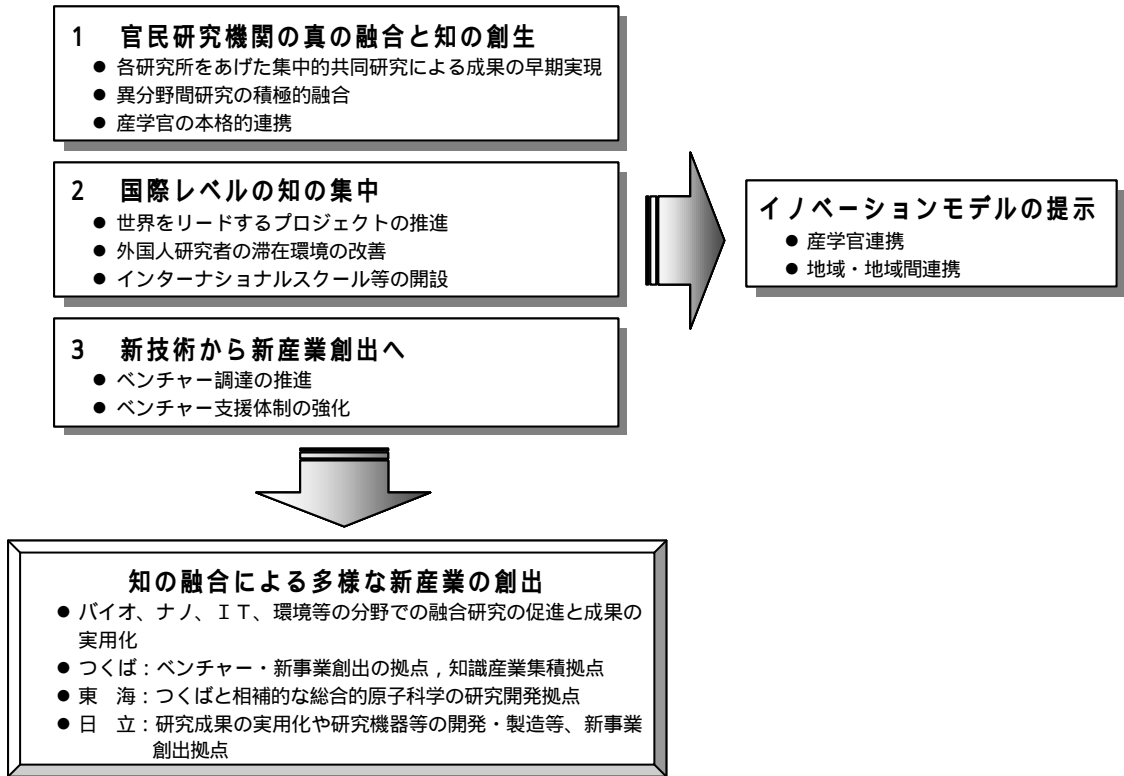 1 官民研究機関の真の融合と知の創生
● 各研究所をあげた集中的共同研究による成果の早期実現
● 異分野間研究の積極的融合
● 産学官の本格的連携
2 国際レベルの知の集中
● 世界をリードするプロジェクトの推進
● 外国人研究者の滞在環境の改善
● インターナショナルスクール等の開設
3 新技術から新産業創出へ
● ベンチャー調達の推進
● ベンチャー支援体制の強化
イノベーションモデルの提示
● 産学官連携
● 地域・地域間連携
知の融合による多様な新産業の創出
● バイオ、ナノ、ＩＴ、環境等の分野での融合研究の促進と成果の
実用化
● つくば：ベンチャー・新事業創出の拠点，知識産業集積拠点
● 東　海：つくばと相補的な総合的原子科学の研究開発拠点
● 日　立：研究成果の実用化や研究機器等の開発・製造等、新事業
創出拠点